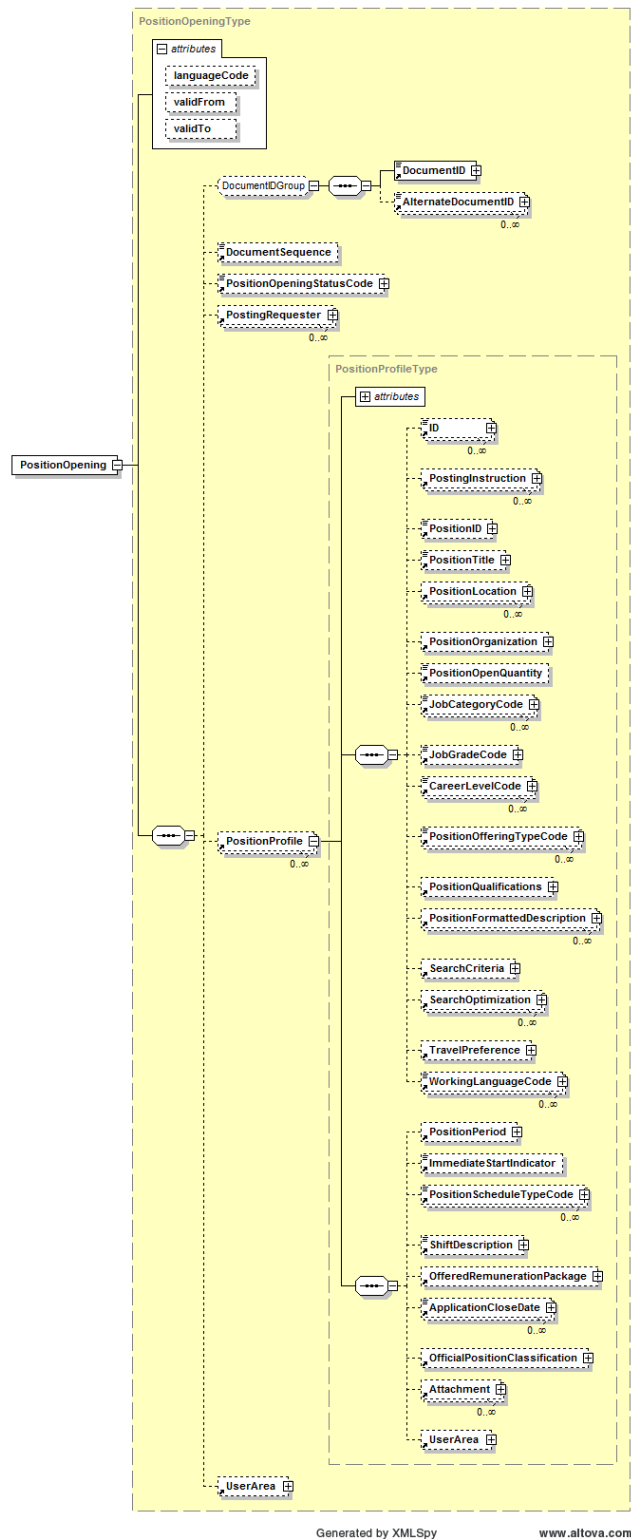 PositionOpeningType
attributes
languageCode
validFrom
validTo
DocumentIDGroup
DocumentID
AlternateDocumentID
0..∞
DocumentSequence
PositionOpeningStatusCode
PostingRequester
0..∞
PositionProfileType
attributes
ID
0..∞
PositionOpening
PostingInstruction
0..∞
PositionID
PositionTitle
PositionLocation
0..∞
PositionOrganization
PositionOpenQuantity
JobCategoryCode
0..∞
JobGradeCode
CareerLevelCode
0..∞
PositionProfile
0..∞
PositionOfferingTypeCode
0..∞
PositionQualifications
PositionFormattedDescription
0..∞
SearchCriteria
SearchOptimization
0..∞
TravelPreference
WorkingLanguageCode
0..∞
PositionPeriod
ImmediateStartIndicator
PositionScheduleTypeCode
0..∞
ShiftDescription
OfferedRemunerationPackage
ApplicationCloseDate
0..∞
OfficialPositionClassification
Attachment
0..∞
UserArea
UserArea
Generated by XMLSpy www.altova.com